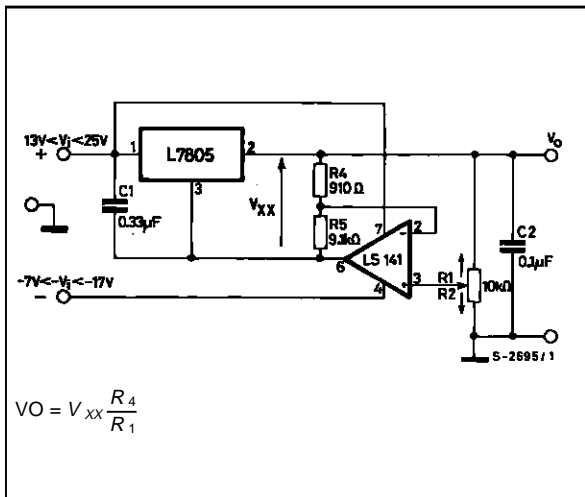 13V<Vi<25V
+
1
L7805
2
3
C1
0.33µF
VXX
R4
910Ω
R5
9.1kΩ
Vo
7
2
-
6
LS 141
4
+
3
R1
R2
10kΩ
C2
0.1µF
-7V<-Vi<-17V
-
S-2695/1
VO = VXX R4
R1